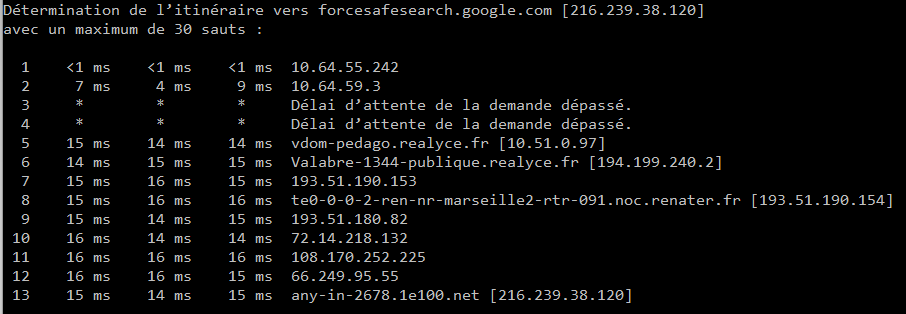 Détermination de l’itinéraire vers forcesafesearch.google.com [216.239.38.120]
avec un maximum de 30 sauts :
1 <1 ms <1 ms <1 ms 10.64.55.242
2 7 ms 4 ms 9 ms 10.64.59.3
3 * * * Délai d’attente de la demande dépassé.
4 * * * Délai d’attente de la demande dépassé.
5 15 ms 14 ms 14 ms vdom-pedago.realyce.fr [10.51.0.97]
6 14 ms 15 ms 15 ms Valabre-1344-publique.realyce.fr [194.199.240.2]
7 15 ms 16 ms 15 ms 193.51.190.153
8 15 ms 16 ms 16 ms te0-0-0-2-ren-nr-marseille2-rtr-091.noc.renater.fr [193.51.190.154]
9 15 ms 14 ms 15 ms 193.51.180.82
10 16 ms 14 ms 14 ms 72.14.218.132
11 16 ms 16 ms 16 ms 108.170.252.225
12 16 ms 16 ms 15 ms 66.249.95.55
13 15 ms 14 ms 15 ms any-in-2678.1e100.net [216.239.38.120]